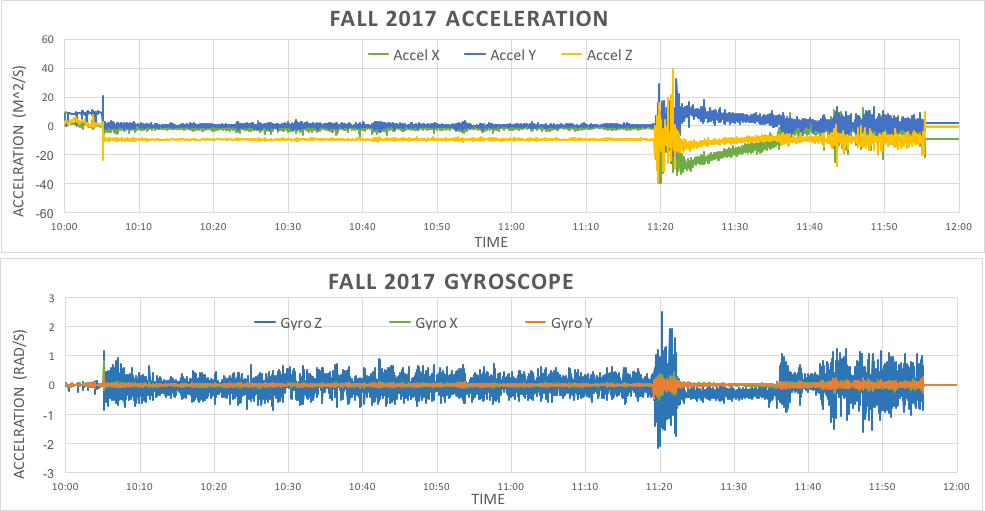 FALL 2017 ACCELERATION
Accel X Accel Y Accel Z
ACCELRATION (M^2/S)
60
40
20
0
-20
-40
-60
10:00 10:10 10:20 10:30 10:40 10:50 11:00 11:10 11:20 11:30 11:40 11:50 12:00
TIME
FALL 2017 GYROSCOPE
Gyro Z Gyro X Gyro Y
ACCELRATION (RAD/S)
3
2
1
0
-1
-2
-3
10:00 10:10 10:20 10:30 10:40 10:50 11:00 11:10 11:20 11:30 11:40 11:50 12:00
TIME